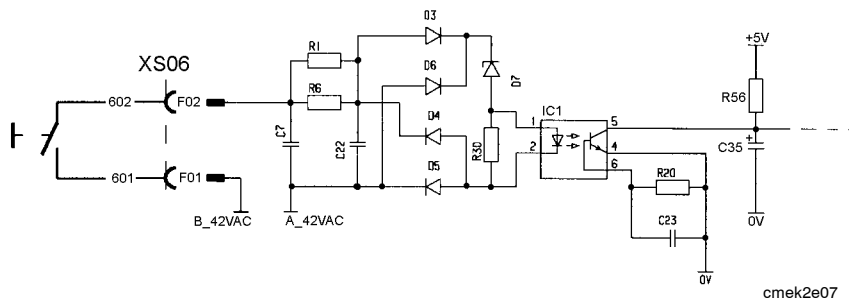 D3
R1
+5V
XS06
D6
D7
R6
602
F02
R56
IC1
D4
1
5
C7
C22
R30
2
4
C35
+
6
D5
601
F01
R20
B_42VAC
A_42VAC
C23
0V
0V
cmek2e07